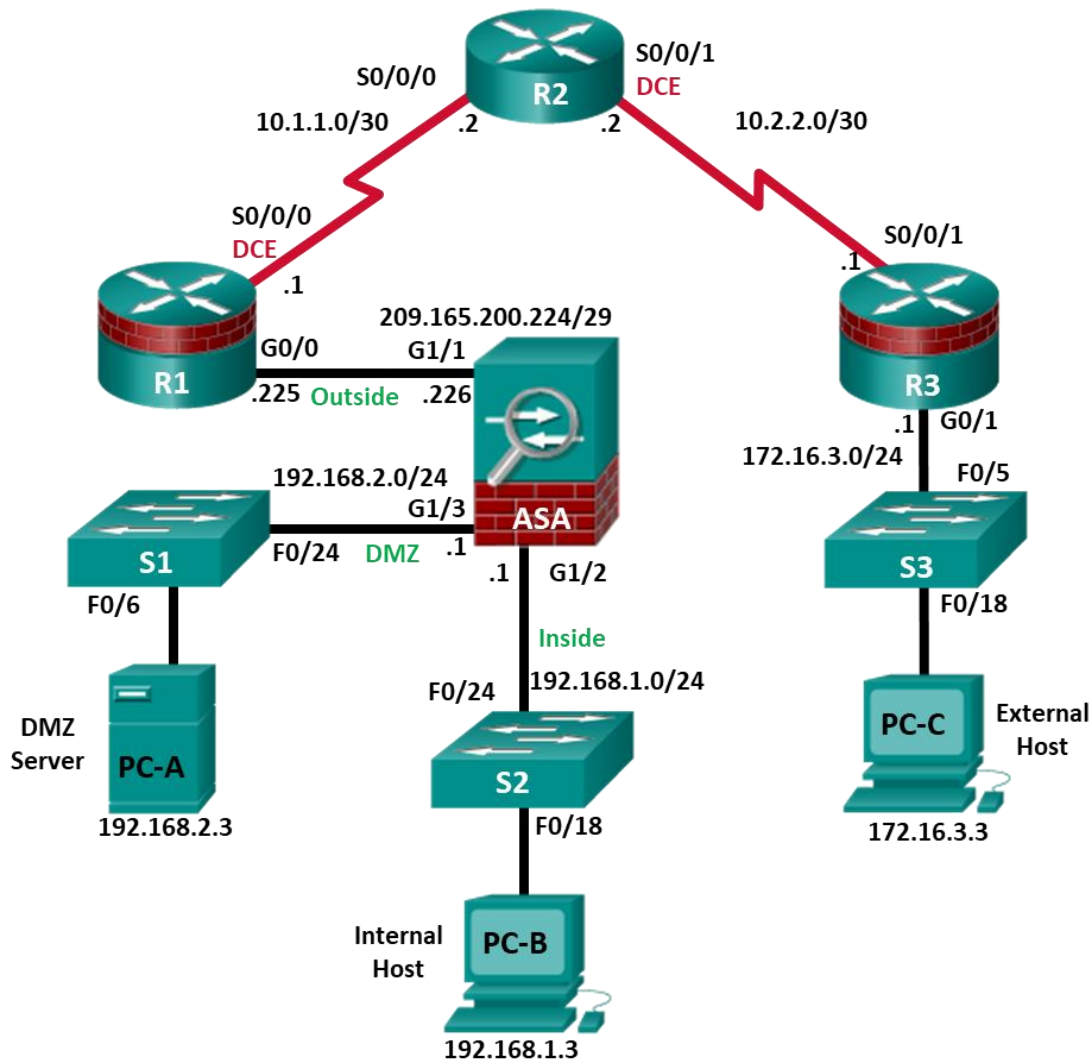 S0/0/0
R2
S0/0/1
DCE
10.1.1.0/30
.2
.2
10.2.2.0/30
S0/0/0
DCE
.1
S0/0/1
.1
209.165.200.224/29
G0/0
G1/1
R1
.225
Outside
.226
R3
.1
G0/1
172.16.3.0/24
192.168.2.0/24
F0/5
G1/3
ASA
S1
F0/24
DMZ
.1
.1
G1/2
S3
F0/6
F0/18
Inside
F0/24
192.168.1.0/24
DMZ
Server
PC-A
PC-C
External
Host
S2
192.168.2.3
F0/18
172.16.3.3
Internal
Host
PC-B
192.168.1.3